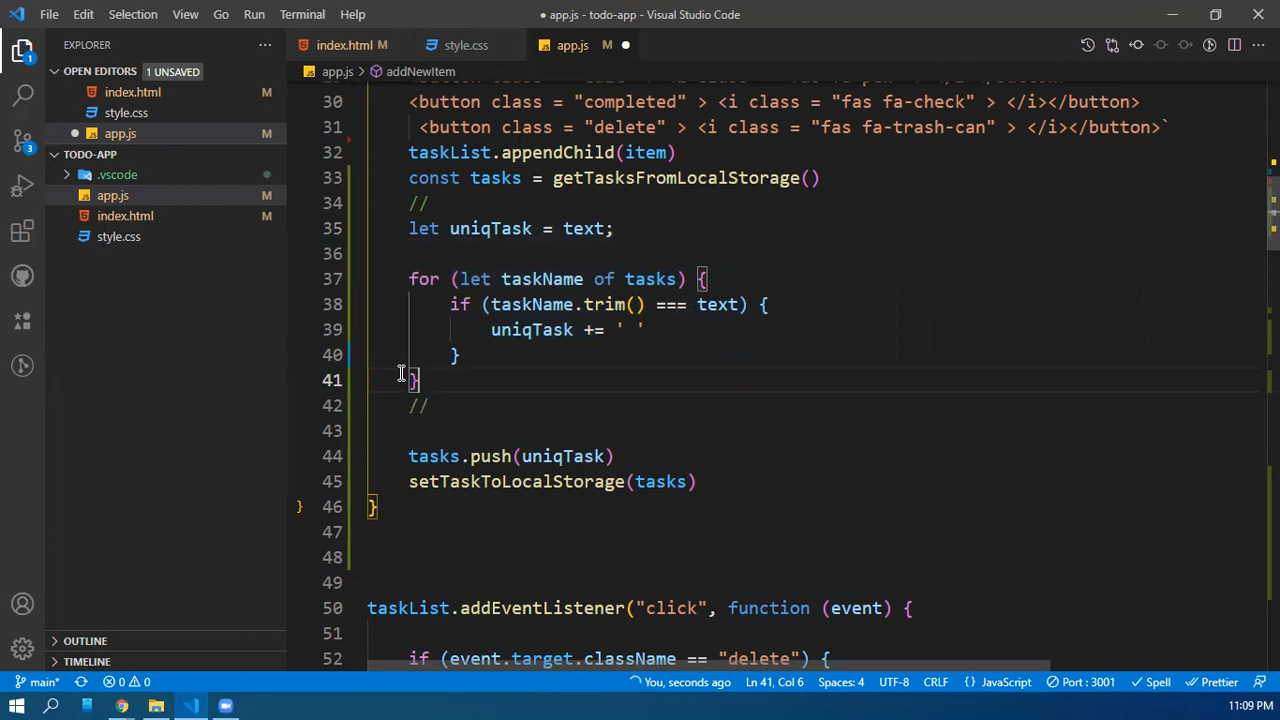 File Edit Selection View Go Run Terminal Help
● app.js - todo-app - Visual Studio Code
EXPLORER
OPEN EDITORS 1 UNSAVED
index.html M
style.css
app.js M
TODO-APP
.vscode
app.js M
index.html M
style.css
OUTLINE
TIMELINE
index.html M style.css app.js M
app.js > addNewItem
30 <button class = "completed" > <i class = "fas fa-check" > </i></button>
31 <button class = "delete" > <i class = "fas fa-trash-can" > </i></button>`
32 taskList.appendChild(item)
33 const tasks = getTasksFromLocalStorage()
34 //
35 let uniqTask = text;
36
37 for (let taskName of tasks) {
38 if (taskName.trim() === text) {
39 uniqTask += ' '
40 }
41 }
42 //
43
44 tasks.push(uniqTask)
45 setTaskToLocalStorage(tasks)
} 46 }
47
48
49
50 taskList.addEventListener("click", function (event) {
51
52 if (event.target.className == "delete") {
main* 0 0 You, seconds ago Ln 41, Col 6 Spaces: 4 UTF-8 CRLF {} JavaScript Port : 3001 Spell Prettier
11:09 PM